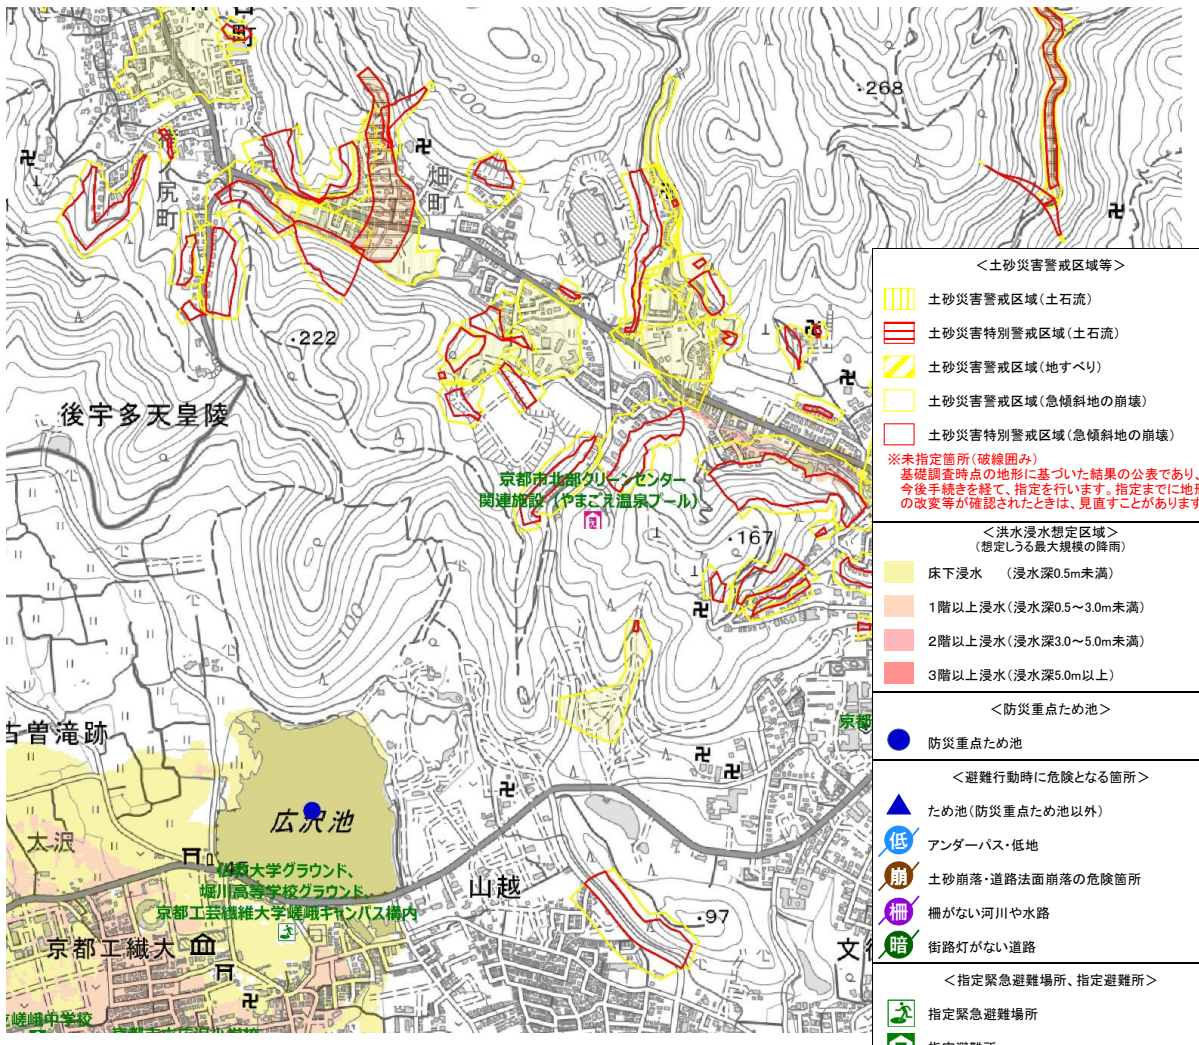 ・268
200
畑
町
尻
町
・222
後宇多天皇陵
京都市北部クリーンセンター
関連施設 (やまごえ温泉プール)
・167
古曽滝跡
大沢
広沢池
45
佛教大学グラウンド、
堀川高等学校グラウンド、
京都工芸繊維大学嵯峨キャンパス構内
山越
・97
京都工繊大
文
京都
嵯峨中学校
<土砂災害警戒区域等>
土砂災害警戒区域(土石流)
土砂災害特別警戒区域(土石流)
土砂災害警戒区域(地すべり)
土砂災害警戒区域(急傾斜地の崩壊)
土砂災害特別警戒区域(急傾斜地の崩壊)
※未指定箇所(破線囲み)
基礎調査時点の地形に基づいた結果の公表であり、
今後手続きを経て、指定を行います。指定までに地形
の改変等が確認されたときは、見直すことがあります
<洪水浸水想定区域>
(想定しうる最大規模の降雨)
床下浸水 (浸水深0.5m未満)
1階以上浸水(浸水深0.5~3.0m未満)
2階以上浸水(浸水深3.0~5.0m未満)
3階以上浸水(浸水深5.0m以上)
<防災重点ため池>
防災重点ため池
<避難行動時に危険となる箇所>
ため池(防災重点ため池以外)
低 アンダーパス・低地
崩 土砂崩落・道路法面崩落の危険箇所
柵 柵がない河川や水路
暗 街路灯がない道路
<指定緊急避難場所、指定避難所>
指定緊急避難場所
指定避難所